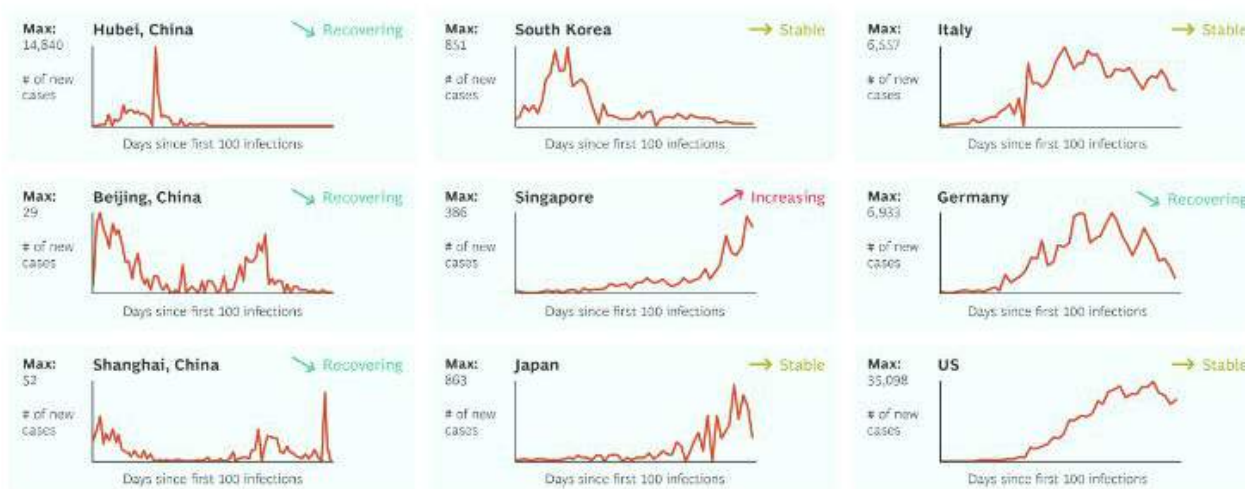 Max: Hubei, China Recovering
14,840
# of new
cases
Days since first 100 infections
Max: South Korea Stable
851
# of new
cases
Days since first 100 infections
Max: Italy Stable
6,557
# of new
cases
Days since first 100 infections
Max: Beijing, China Recovering
29
# of new
cases
Days since first 100 infections
Max: Singapore Increasing
386
# of new
cases
Days since first 100 infections
Max: Germany Recovering
6,933
# of new
cases
Days since first 100 infections
Max: Shanghai, China Recovering
52
# of new
cases
Days since first 100 infections
Max: Japan Stable
863
# of new
cases
Days since first 100 infections
Max: US Stable
35,098
# of new
cases
Days since first 100 infections